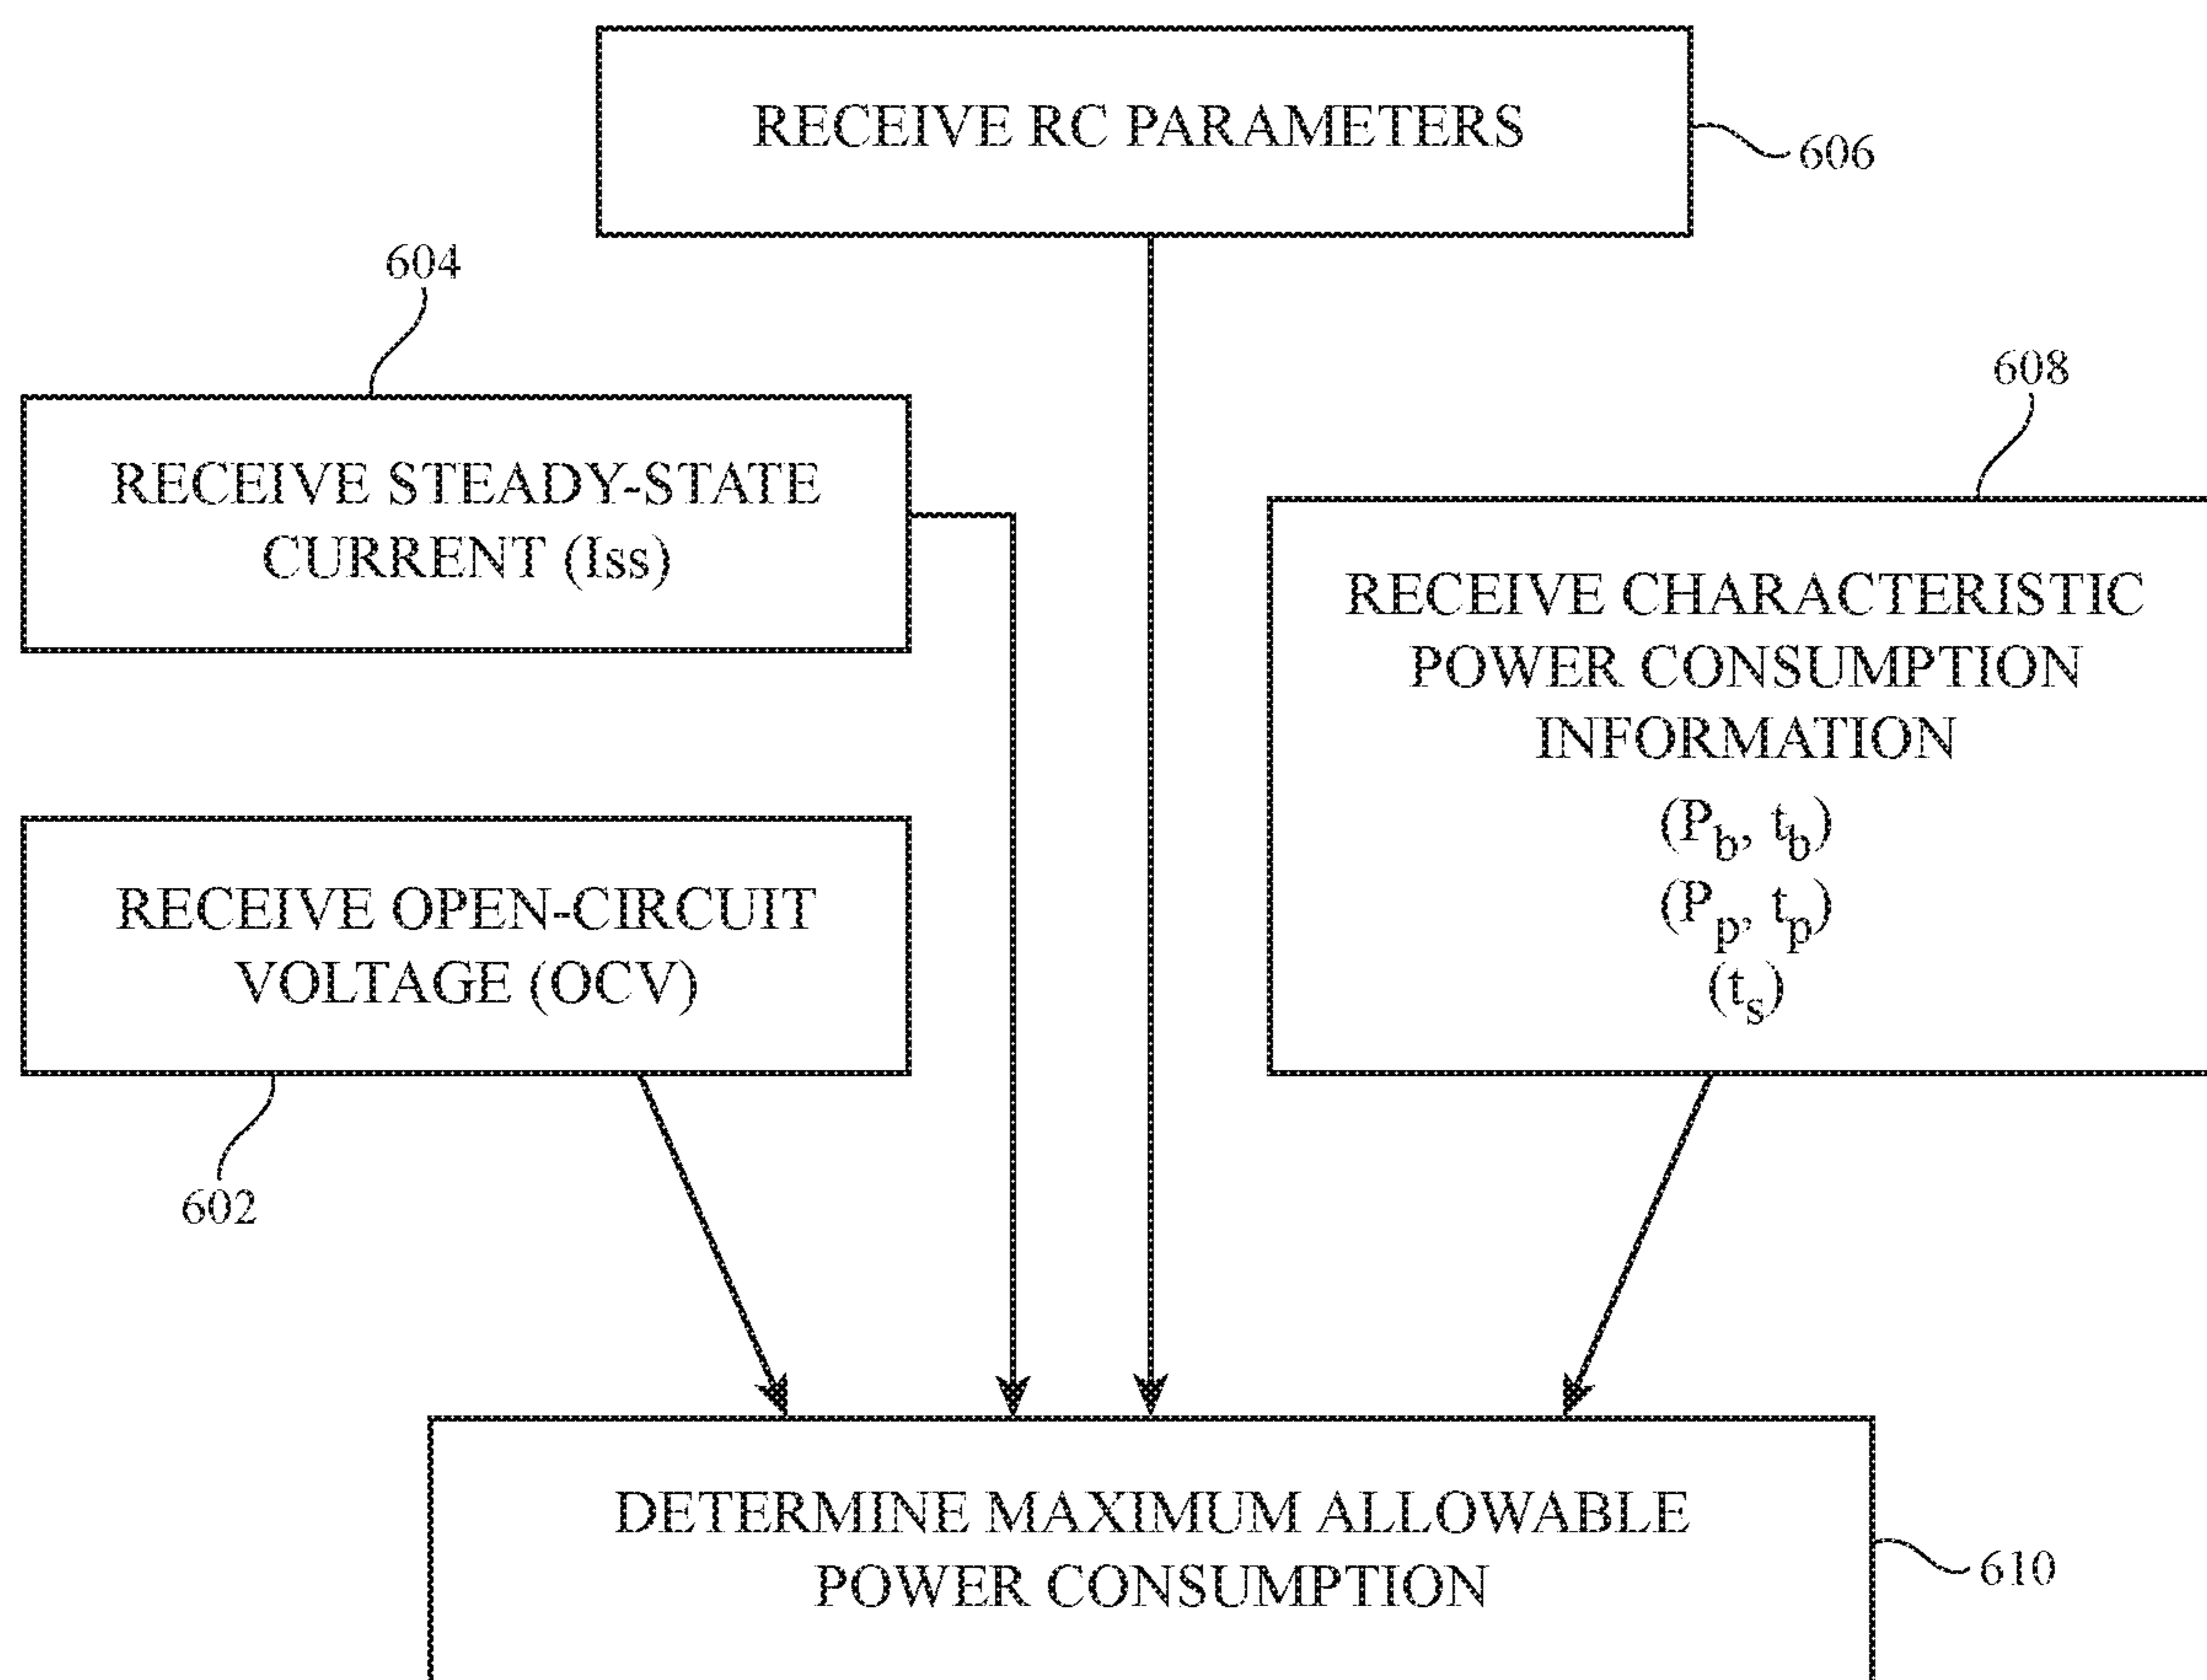 RECEIVE RC PARAMETERS
606
604
RECEIVE STEADY-STATE
CURRENT (Iss)
608
RECEIVE CHARACTERISTIC
POWER CONSUMPTION
INFORMATION
(Pb, tb)
(Pp, tp)
(ts)
RECEIVE OPEN-CIRCUIT
VOLTAGE (OCV)
602
DETERMINE MAXIMUM ALLOWABLE
POWER CONSUMPTION
610